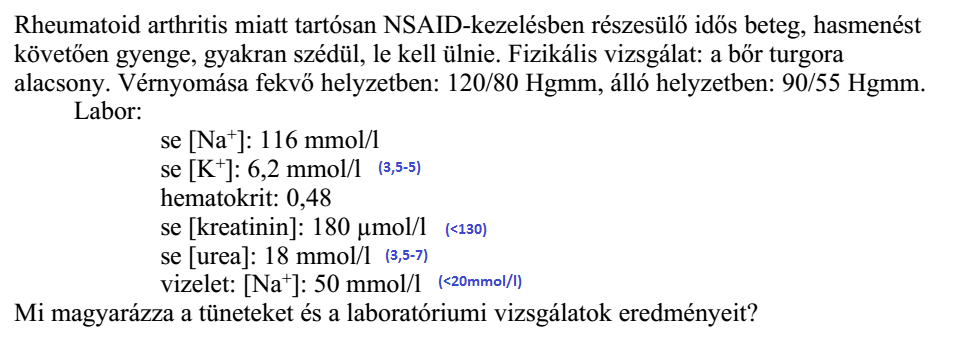 Rheumatoid arthritis miatt tartósan NSAID-kezelésben részesülő idős beteg, hasmenést
követően gyenge, gyakran szédül, le kell ülnie. Fizikális vizsgálat: a bőr turgora
alacsony. Vérnyomása fekvő helyzetben: 120/80 Hgmm, álló helyzetben: 90/55 Hgmm.
Labor:
se [Na⁺]: 116 mmol/l
se [K⁺]: 6,2 mmol/l (3,5-5)
hematokrit: 0,48
se [kreatinin]: 180 µmol/l (<130)
se [urea]: 18 mmol/l (3,5-7)
vizelet: [Na⁺]: 50 mmol/l (<20mmol/l)
Mi magyarázza a tüneteket és a laboratóriumi vizsgálatok eredményeit?